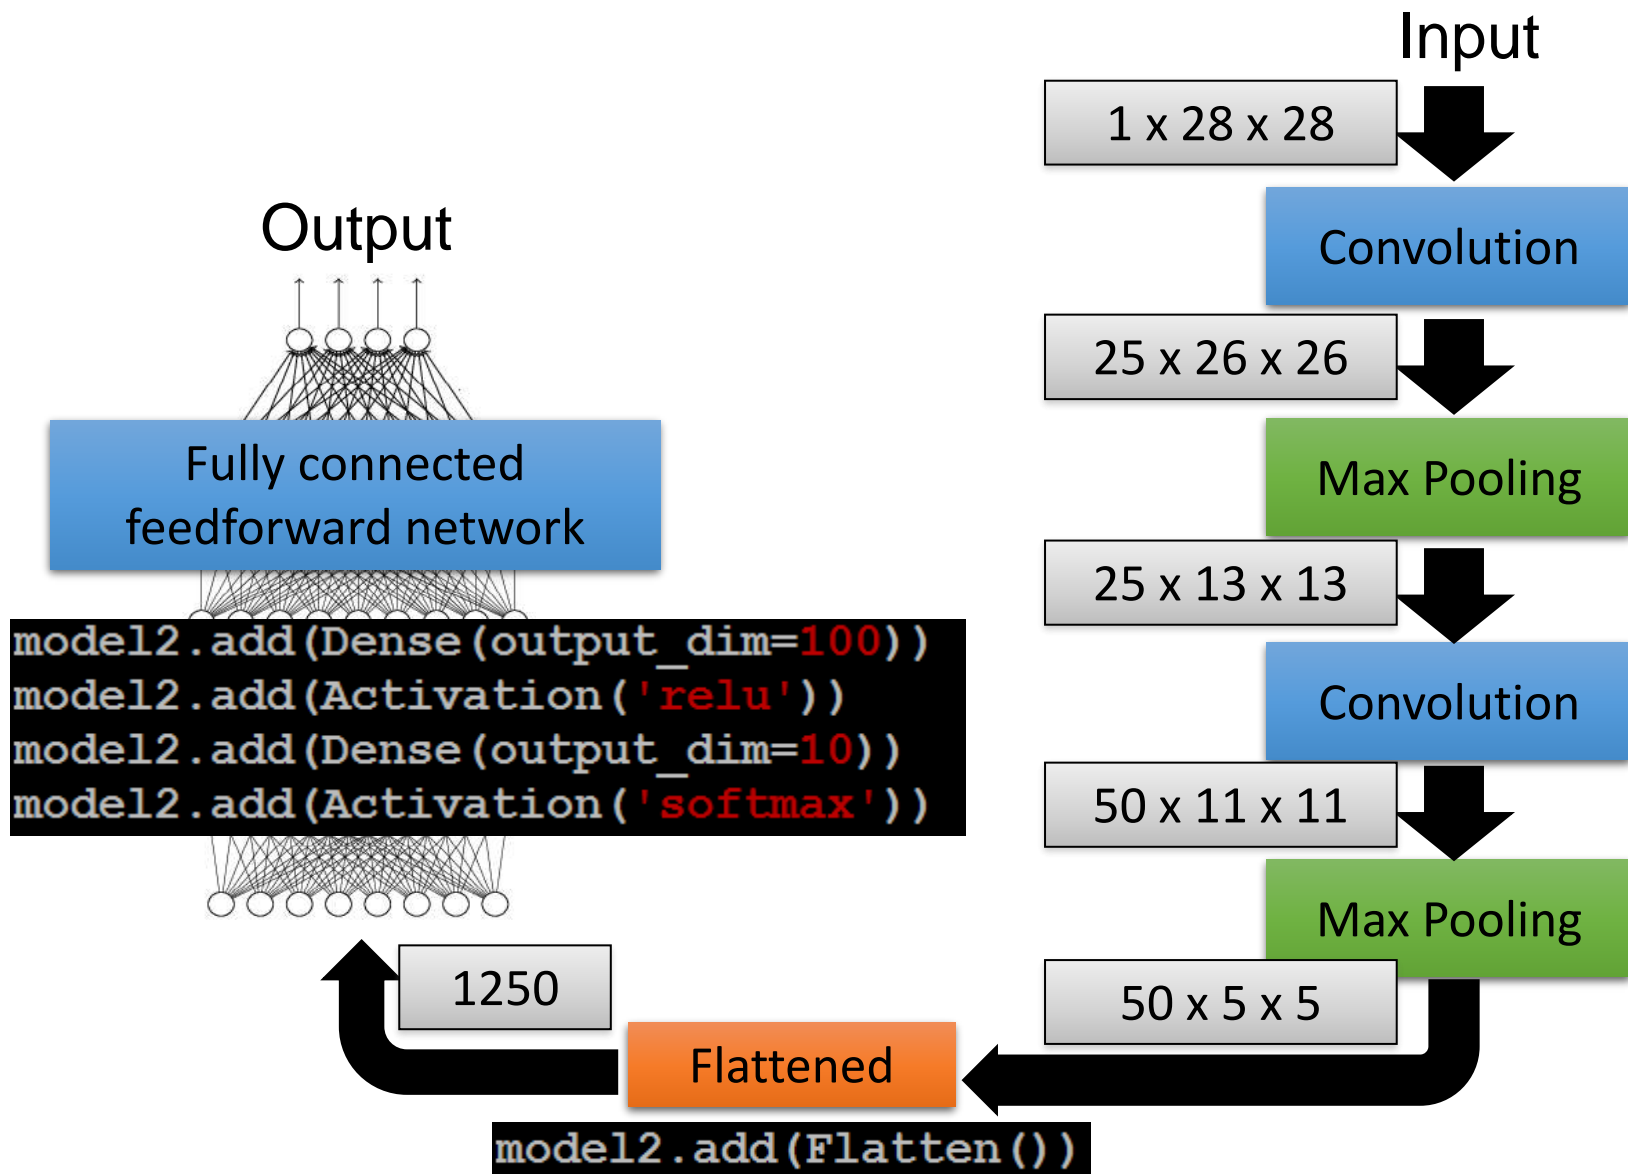 Input
1 x 28 x 28
Convolution
25 x 26 x 26
Max Pooling
25 x 13 x 13
Convolution
50 x 11 x 11
Max Pooling
50 x 5 x 5
Flattened
model2.add(Flatten())
1250
Output
Fully connected
feedforward network
model2.add(Dense(output_dim=100))
model2.add(Activation('relu'))
model2.add(Dense(output_dim=10))
model2.add(Activation('softmax'))